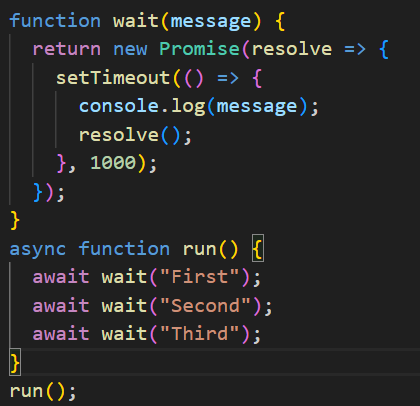 function wait(message) {
  return new Promise(resolve => {
    setTimeout(() => {
      console.log(message);
      resolve();
    }, 1000);
  });
}
async function run() {
  await wait("First");
  await wait("Second");
  await wait("Third");
}
run();